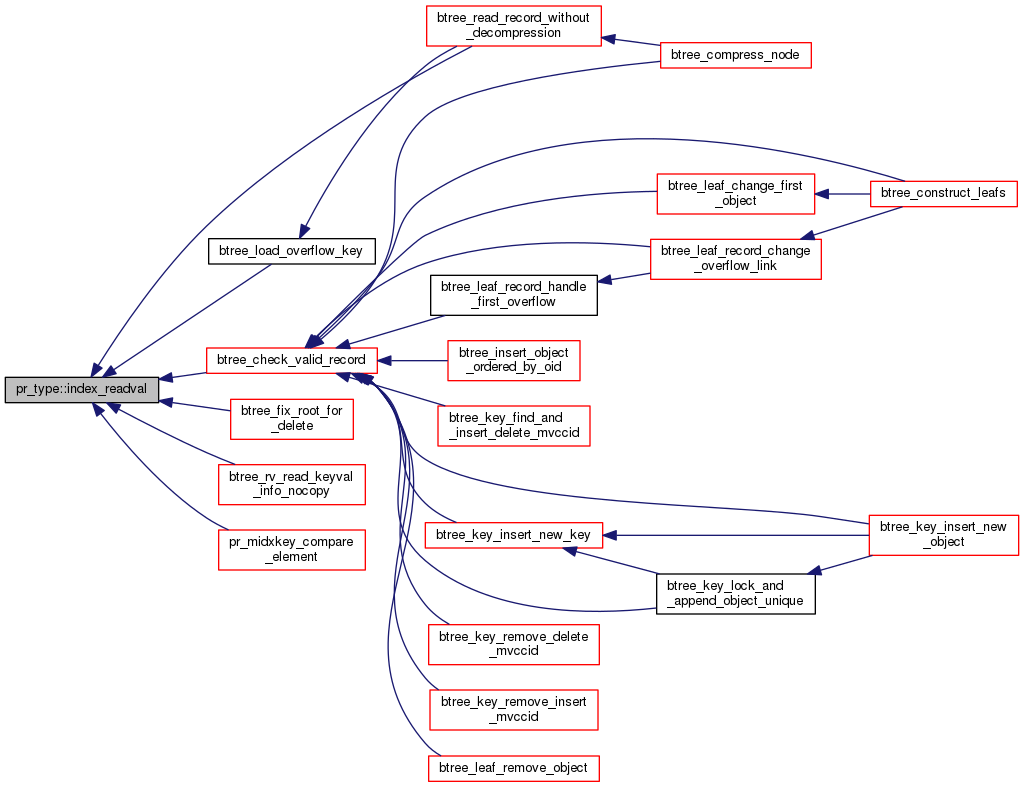 btree_read_record_without
_decompression
btree_compress_node
btree_leaf_change_first
_object
btree_construct_leafs
btree_load_overflow_key
btree_leaf_record_change
_overflow_link
btree_leaf_record_handle
_first_overflow
btree_check_valid_record
btree_insert_object
_ordered_by_oid
pr_type::index_readval
btree_fix_root_for
_delete
btree_key_find_and
_insert_delete_mvccid
btree_rv_read_keyval
_info_nocopy
btree_key_insert_new_key
btree_key_insert_new
_object
pr_midxkey_compare
_element
btree_key_lock_and
_append_object_unique
btree_key_remove_delete
_mvccid
btree_key_remove_insert
_mvccid
btree_leaf_remove_object